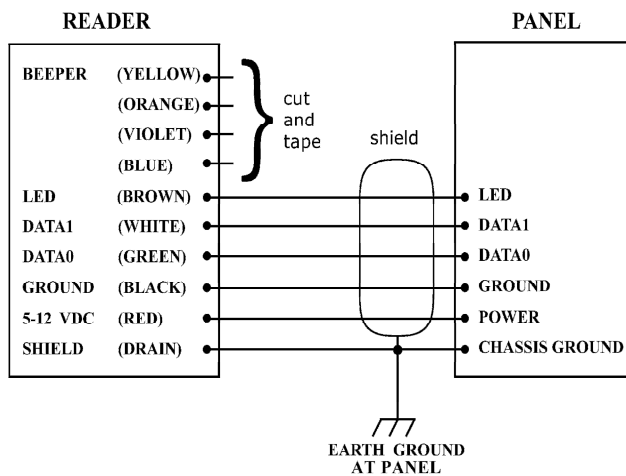 READER
PANEL
BEEPER (YELLOW)
(ORANGE)
(VIOLET)
(BLUE)
cut
and
tape
shield
LED (BROWN) LED
DATA1 (WHITE) DATA1
DATA0 (GREEN) DATA0
GROUND (BLACK) GROUND
5-12 VDC (RED) POWER
SHIELD (DRAIN) CHASSIS GROUND
EARTH GROUND
AT PANEL